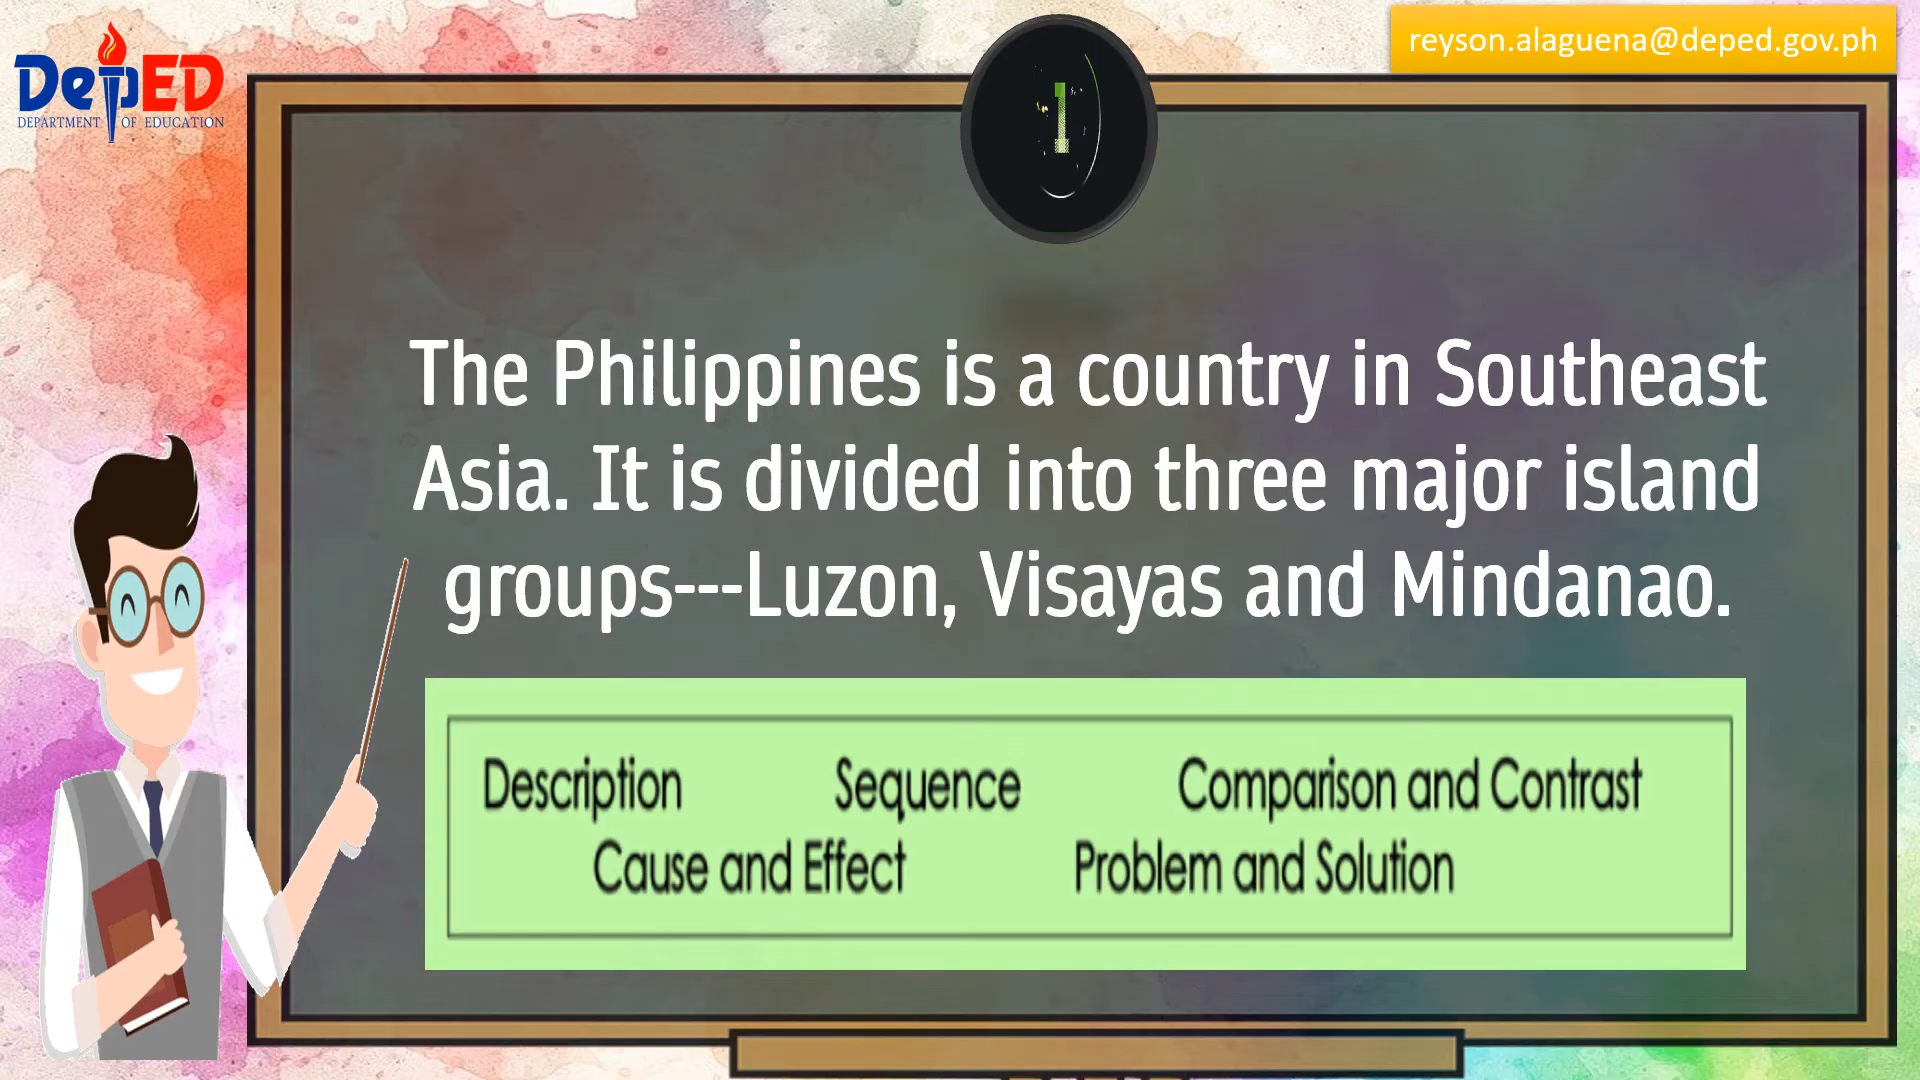 DepED
DEPARTMENT OF EDUCATION
reyson.alaguena@deped.gov.ph
1
The Philippines is a country in Southeast
Asia. It is divided into three major island
groups---Luzon, Visayas and Mindanao.
Description Sequence Comparison and Contrast
Cause and Effect Problem and Solution